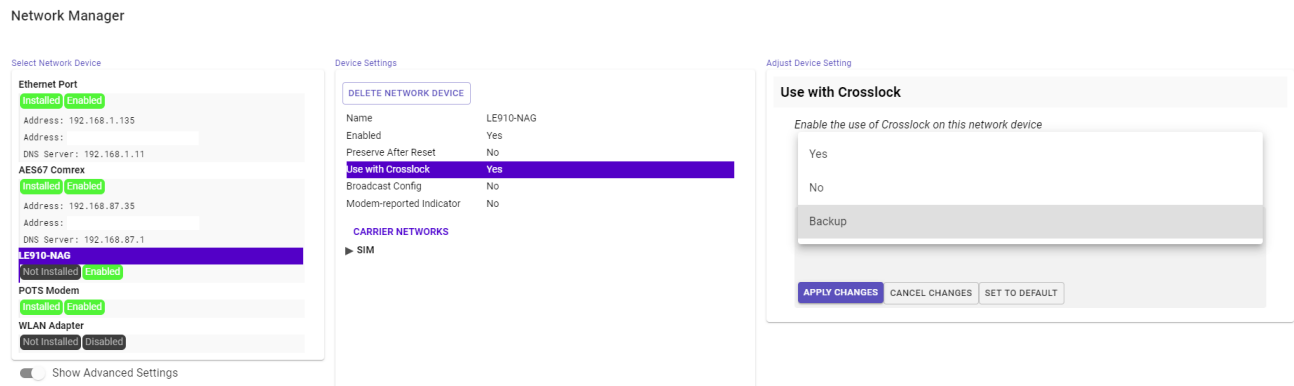 Network Manager
Select Network Device
Ethernet Port
Installed Enabled
Address: 192.168.1.135
Address:
DNS Server: 192.168.1.11
AES67 Comrex
Installed Enabled
Address: 192.168.87.35
Address:
DNS Server: 192.168.87.1
LE910-NAG
Not Installed Enabled
POTS Modem
Installed Enabled
WLAN Adapter
Not Installed Disabled
Show Advanced Settings
Device Settings
DELETE NETWORK DEVICE
Name LE910-NAG
Enabled Yes
Preserve After Reset No
Use with Crosslock Yes
Broadcast Config No
Modem-reported Indicator No
CARRIER NETWORKS
▶ SIM
Adjust Device Setting
Use with Crosslock
Enable the use of Crosslock on this network device
Yes
No
Backup
APPLY CHANGES CANCEL CHANGES SET TO DEFAULT